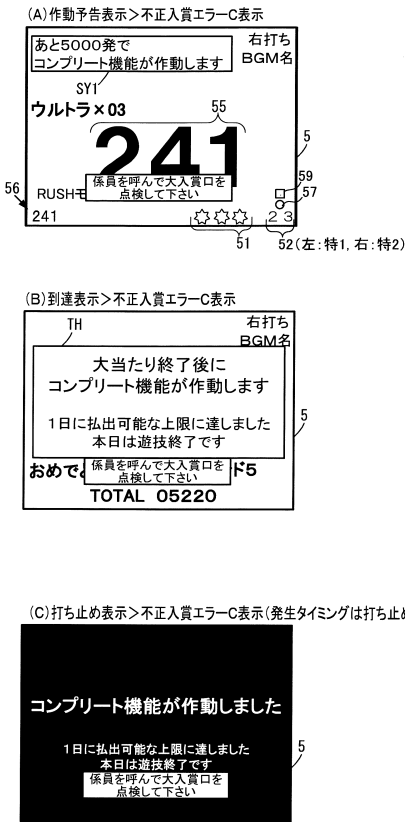 (A)作動予告表示>不正入賞エラーC表示
あと5000発で
コンプリート機能が作動します
右打ち
BGM名
SY1
ウルトラ×03
55
241
5
係員を呼んで大入賞口を
点検して下さい
56
RUSHモ
59
57
241
2 3
51
52(左:特1, 右:特2)
(B)到達表示>不正入賞エラーC表示
TH
右打ち
BGM名
大当たり終了後に
コンプリート機能が作動します
1日に払出可能な上限に達しました
本日は遊技終了です
5
おめで
係員を呼んで大入賞口を
点検して下さい
ド5
TOTAL 05220
(C)打ち止め表示>不正入賞エラーC表示(発生タイミングは打ち止め
コンプリート機能が作動しました
1日に払出可能な上限に達しました
本日は遊技終了です
係員を呼んで大入賞口を
点検して下さい
5